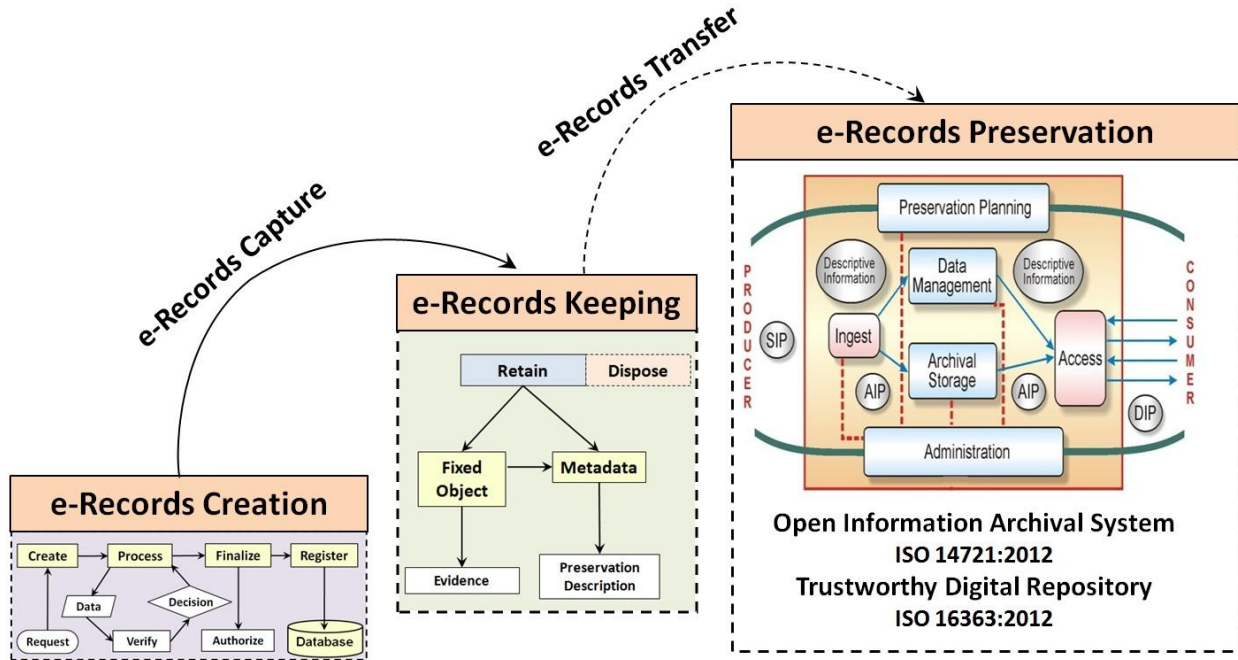 e-Records Creation
Create
Process
Finalize
Register
Data
Decision
Request
Verify
Authorize
Database
e-Records Capture
e-Records Keeping
Retain
Dispose
Fixed
Object
Metadata
Evidence
Preservation
Description
e-Records Transfer
e-Records Preservation
Preservation Planning
PRODUCER
Descriptive
Information
Data
Management
Descriptive
Information
CONSUMER
SIP
Ingest
Archival
Storage
Access
AIP
AIP
DIP
Administration
Open Information Archival System
ISO 14721:2012
Trustworthy Digital Repository
ISO 16363:2012